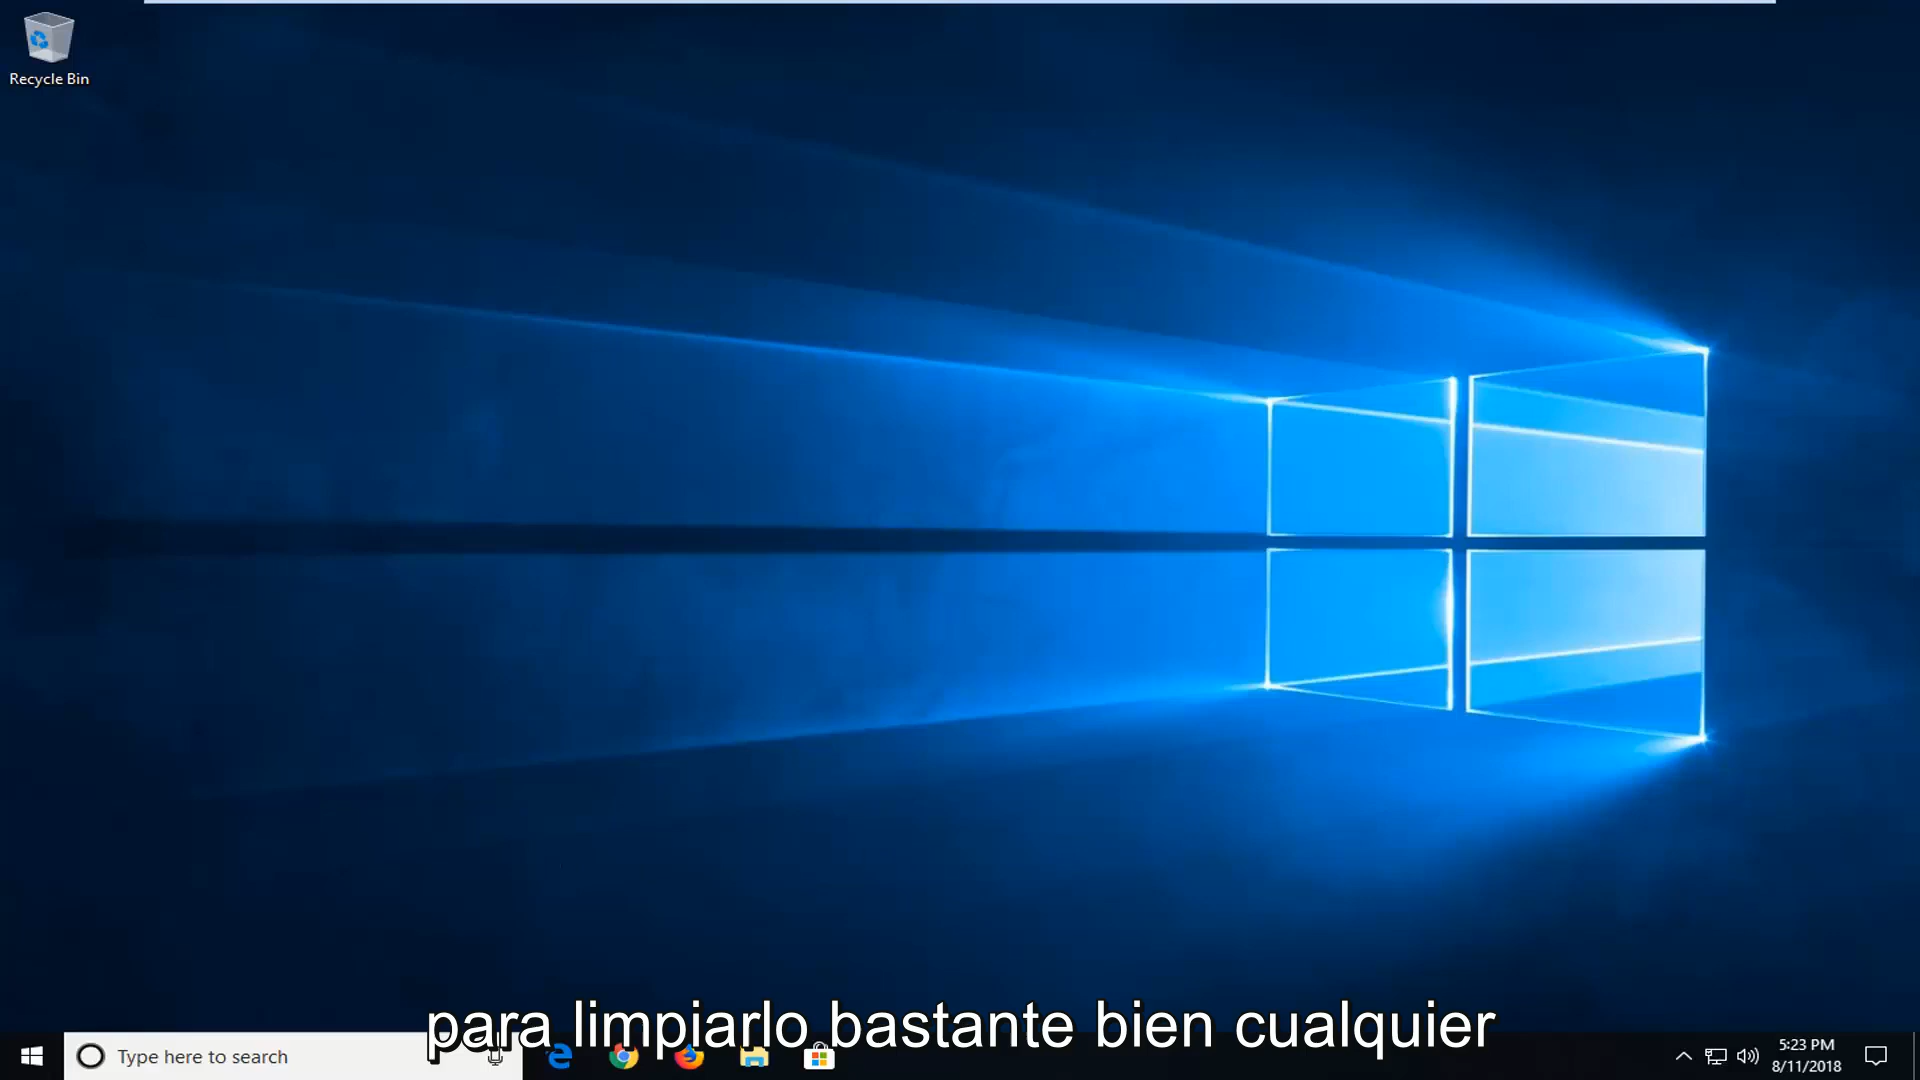 Recycle Bin
para limpiarlo bastante bien cualquier
Type here to search
5:23 PM
8/11/2018